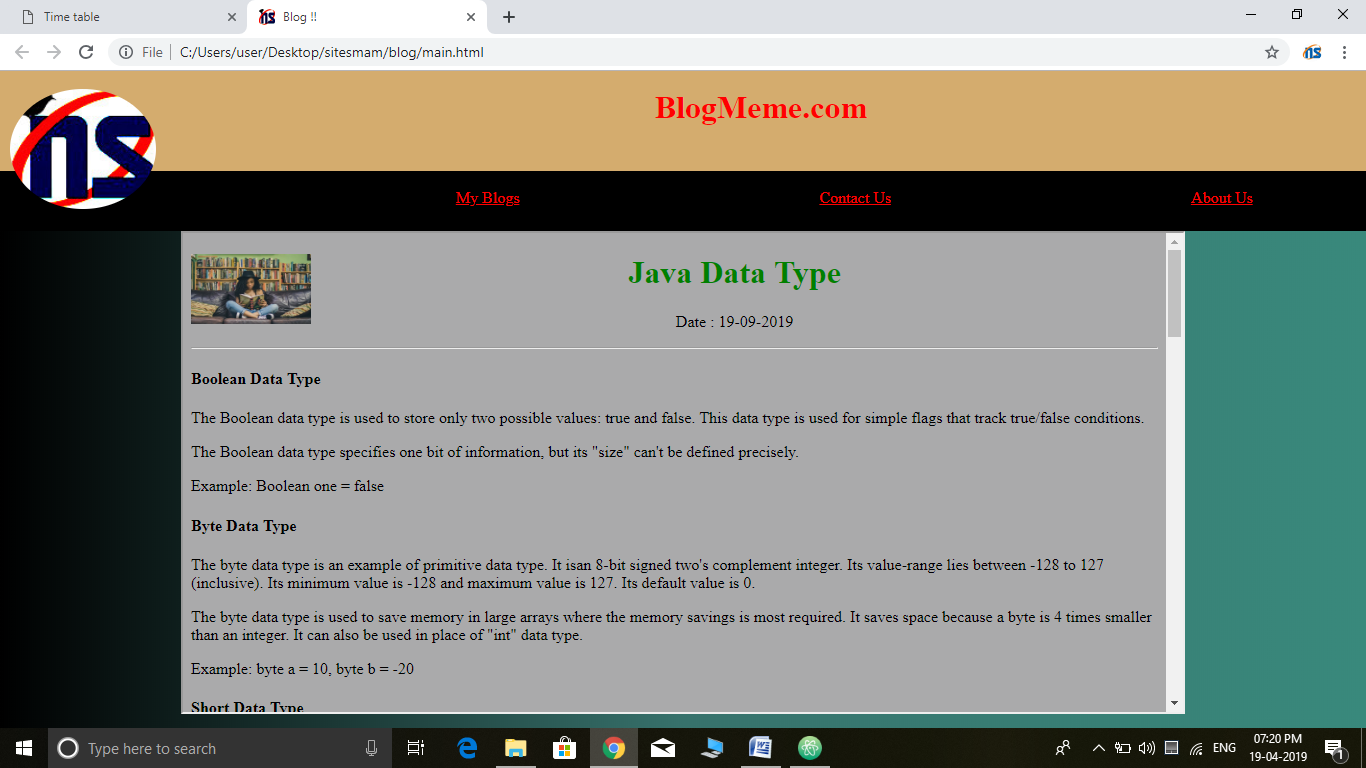 Time table
Blog !!
File
C:/Users/user/Desktop/sitesmam/blog/main.html
ns
BlogMeme.com
ns
My Blogs
Contact Us
About Us
Java Data Type
Date : 19-09-2019
Boolean Data Type
The Boolean data type is used to store only two possible values: true and false. This data type is used for simple flags that track true/false conditions.
The Boolean data type specifies one bit of information, but its "size" can't be defined precisely.
Example: Boolean one = false
Byte Data Type
The byte data type is an example of primitive data type. It isan 8-bit signed two's complement integer. Its value-range lies between -128 to 127
(inclusive). Its minimum value is -128 and maximum value is 127. Its default value is 0.
The byte data type is used to save memory in large arrays where the memory savings is most required. It saves space because a byte is 4 times smaller
than an integer. It can also be used in place of "int" data type.
Example: byte a = 10, byte b = -20
Short Data Type
Type here to search
ENG
07:20 PM
19-04-2019
1